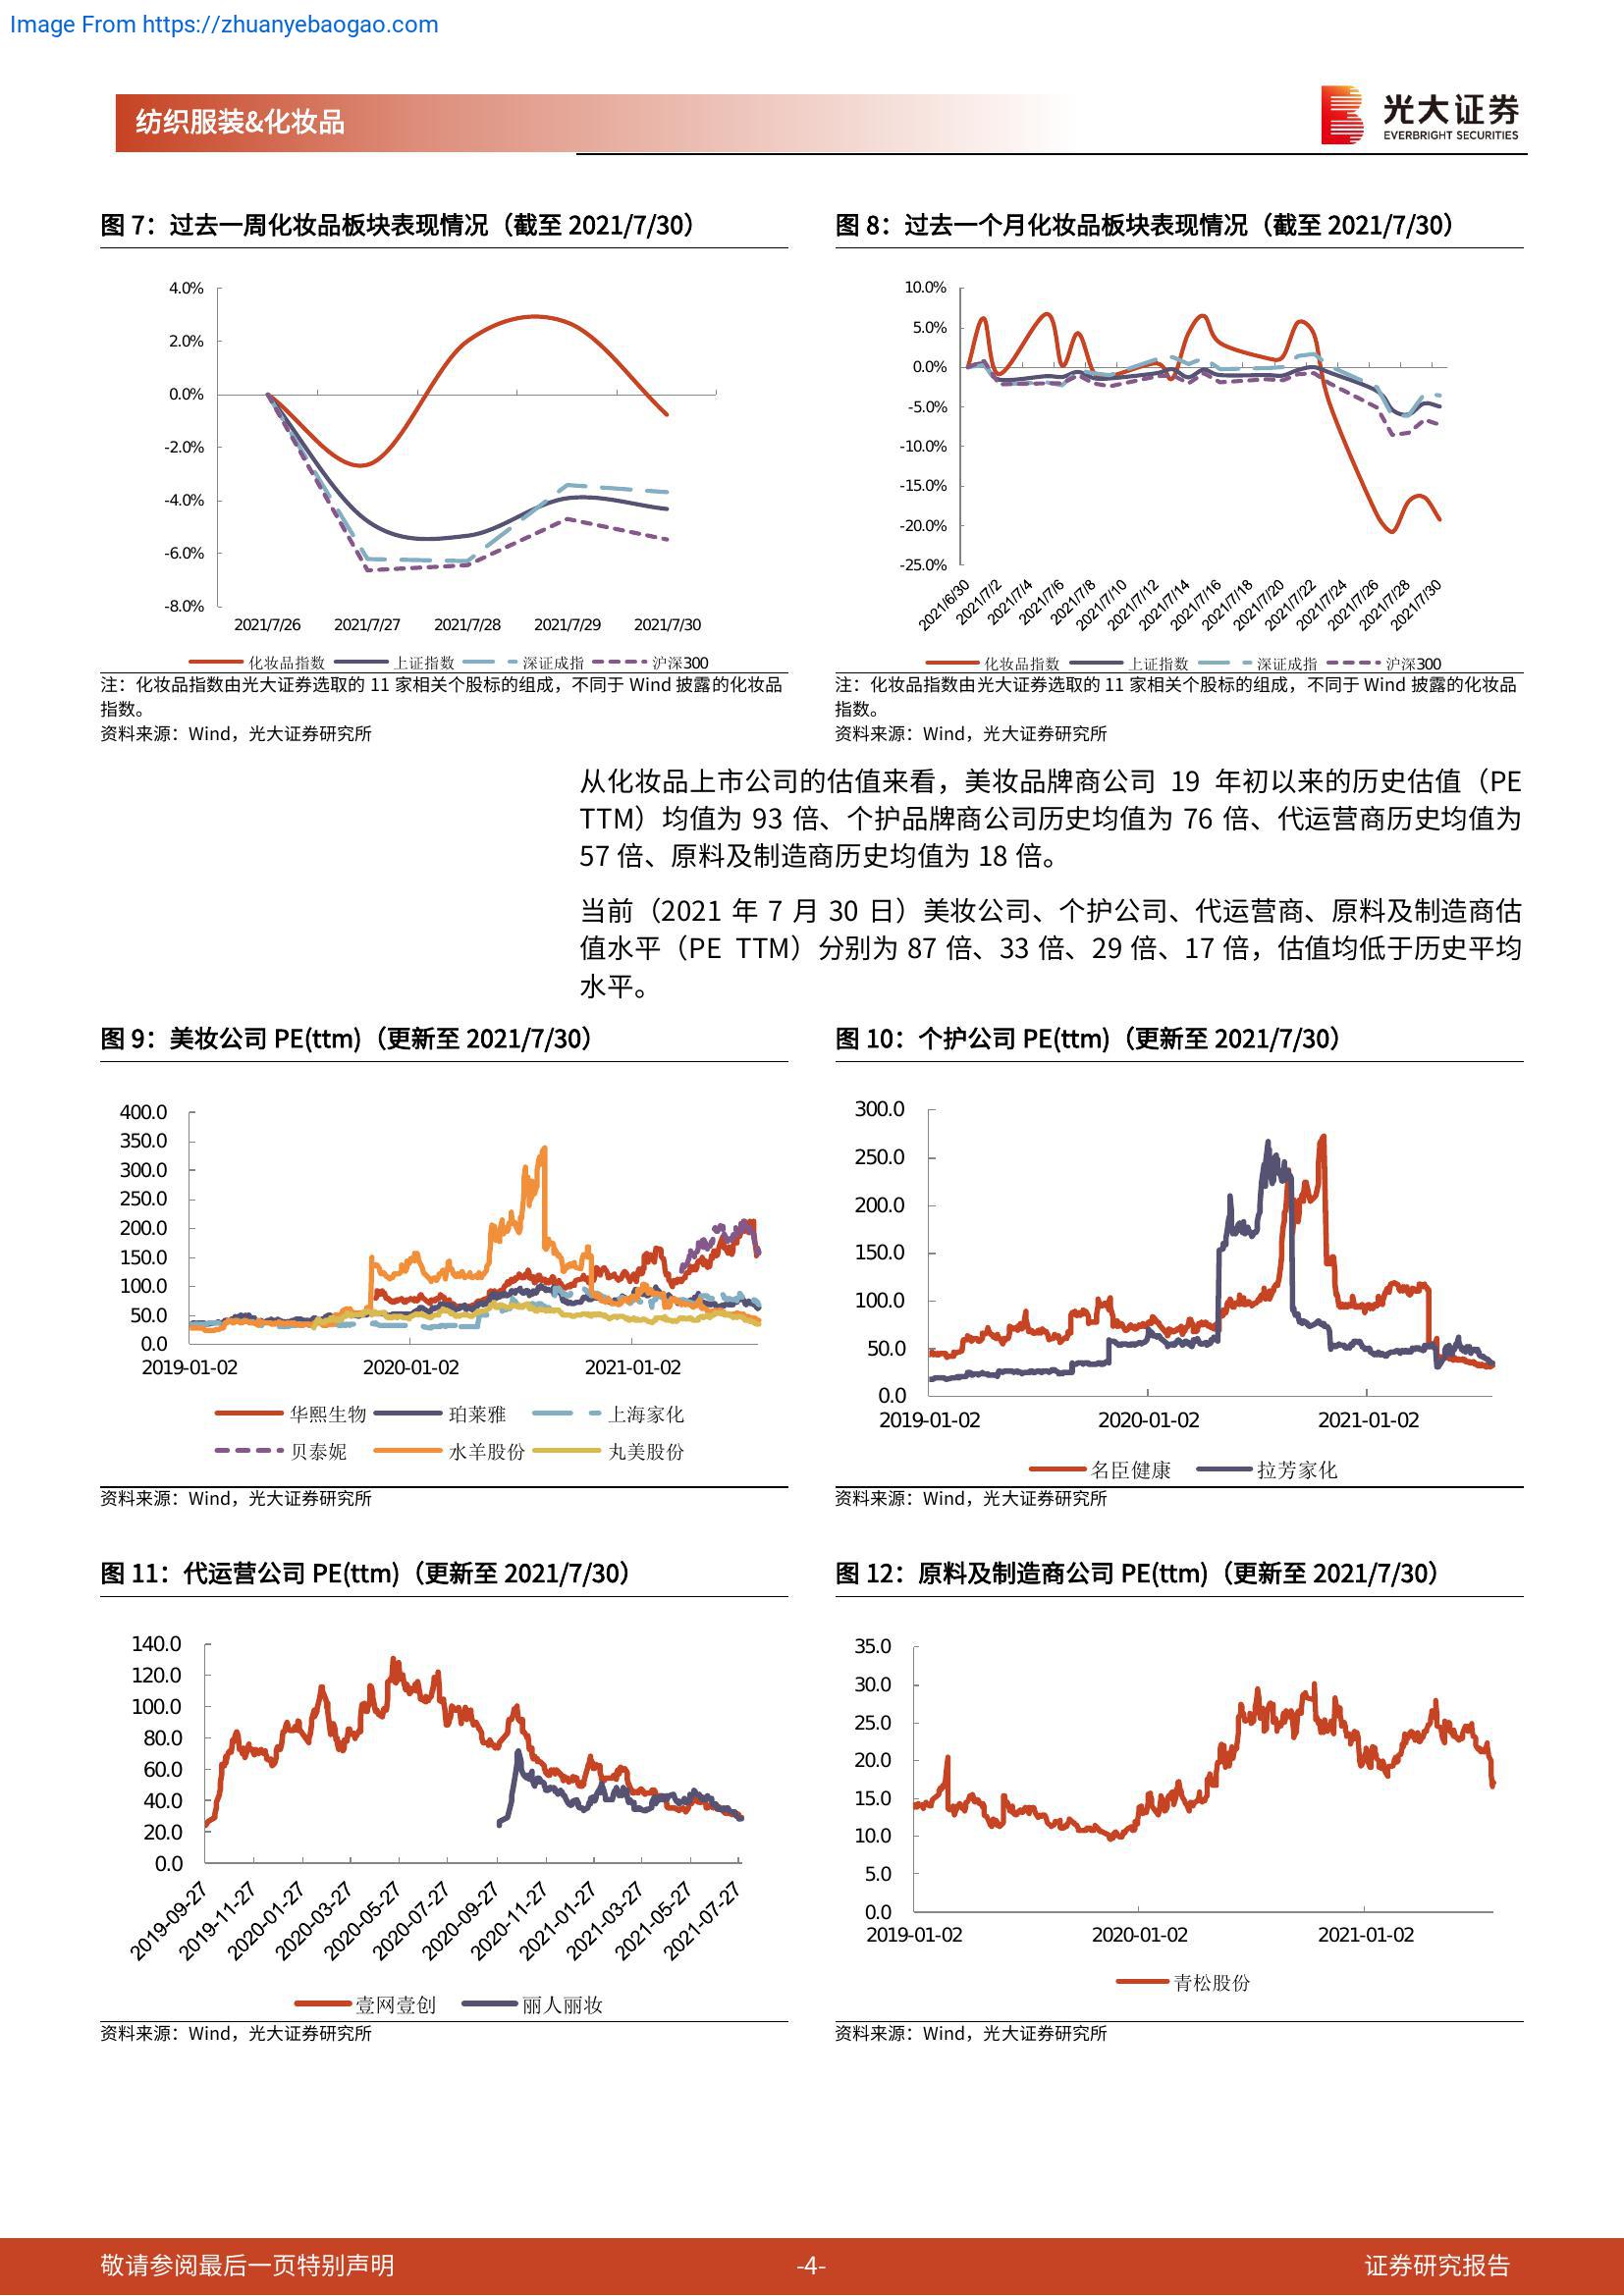 Image From https://zhuanyebaogao.com
纺织服装&化妆品
光大证券
EVERBRIGHT SECURITIES
图 7：过去一周化妆品板块表现情况（截至 2021/7/30）
4.0%
2.0%
0.0%
-2.0%
-4.0%
-6.0%
-8.0%
2021/7/26 2021/7/27 2021/7/28 2021/7/29 2021/7/30
化妆品指数 上证指数 深证成指 沪深300
注：化妆品指数由光大证券选取的 11 家相关个股标的组成，不同于 Wind 披露的化妆品
指数。
资料来源：Wind，光大证券研究所
图 8：过去一个月化妆品板块表现情况（截至 2021/7/30）
10.0%
5.0%
0.0%
-5.0%
-10.0%
-15.0%
-20.0%
-25.0%
2021/6/30 2021/7/2 2021/7/4 2021/7/6 2021/7/8 2021/7/10 2021/7/12 2021/7/14 2021/7/16 2021/7/18 2021/7/20 2021/7/22 2021/7/24 2021/7/26 2021/7/28 2021/7/30
化妆品指数 上证指数 深证成指 沪深300
注：化妆品指数由光大证券选取的 11 家相关个股标的组成，不同于 Wind 披露的化妆品
指数。
资料来源：Wind，光大证券研究所
从化妆品上市公司的估值来看，美妆品牌商公司 19 年初以来的历史估值（PE
TTM）均值为 93 倍、个护品牌商公司历史均值为 76 倍、代运营商历史均值为
57 倍、原料及制造商历史均值为 18 倍。
当前（2021 年 7 月 30 日）美妆公司、个护公司、代运营商、原料及制造商估
值水平（PE TTM）分别为 87 倍、33 倍、29 倍、17 倍，估值均低于历史平均
水平。
图 9：美妆公司 PE(ttm)（更新至 2021/7/30）
400.0
350.0
300.0
250.0
200.0
150.0
100.0
50.0
0.0
2019-01-02 2020-01-02 2021-01-02
华熙生物 珀莱雅 上海家化
贝泰妮 水羊股份 丸美股份
资料来源：Wind，光大证券研究所
图 10：个护公司 PE(ttm)（更新至 2021/7/30）
300.0
250.0
200.0
150.0
100.0
50.0
0.0
2019-01-02 2020-01-02 2021-01-02
名臣健康 拉芳家化
资料来源：Wind，光大证券研究所
图 11：代运营公司 PE(ttm)（更新至 2021/7/30）
140.0
120.0
100.0
80.0
60.0
40.0
20.0
0.0
2019-09-27 2019-11-27 2020-01-27 2020-03-27 2020-05-27 2020-07-27 2020-09-27 2020-11-27 2021-01-27 2021-03-27 2021-05-27 2021-07-27
壹网壹创 丽人丽妆
资料来源：Wind，光大证券研究所
图 12：原料及制造商公司 PE(ttm)（更新至 2021/7/30）
35.0
30.0
25.0
20.0
15.0
10.0
5.0
0.0
2019-01-02 2020-01-02 2021-01-02
青松股份
资料来源：Wind，光大证券研究所
敬请参阅最后一页特别声明 -4- 证券研究报告